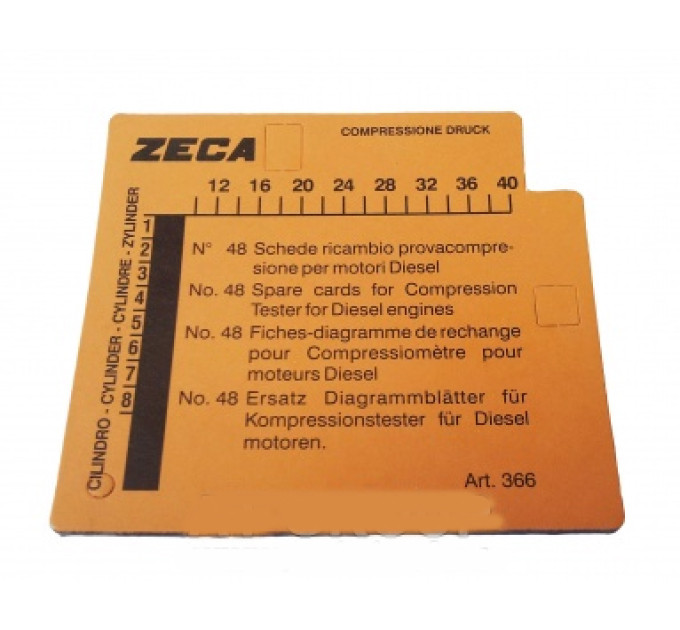 ZECA
COMPRESSIONE DRUCK
12 16 20 24 28 32 36 40
CILINDRO - CYLINDER - CYLINDRE - ZYLINDER
1
2
3
4
5
6
7
8
N° 48 Schede ricambio provacompre-
sione per motori Diesel
No. 48 Spare cards for Compression
Tester for Diesel engines
No. 48 Fiches-diagramme de rechange
pour Compressiomètre pour
moteurs Diesel
No. 48 Ersatz Diagrammblätter für
Kompressionstester für Diesel
motoren.
Art. 366